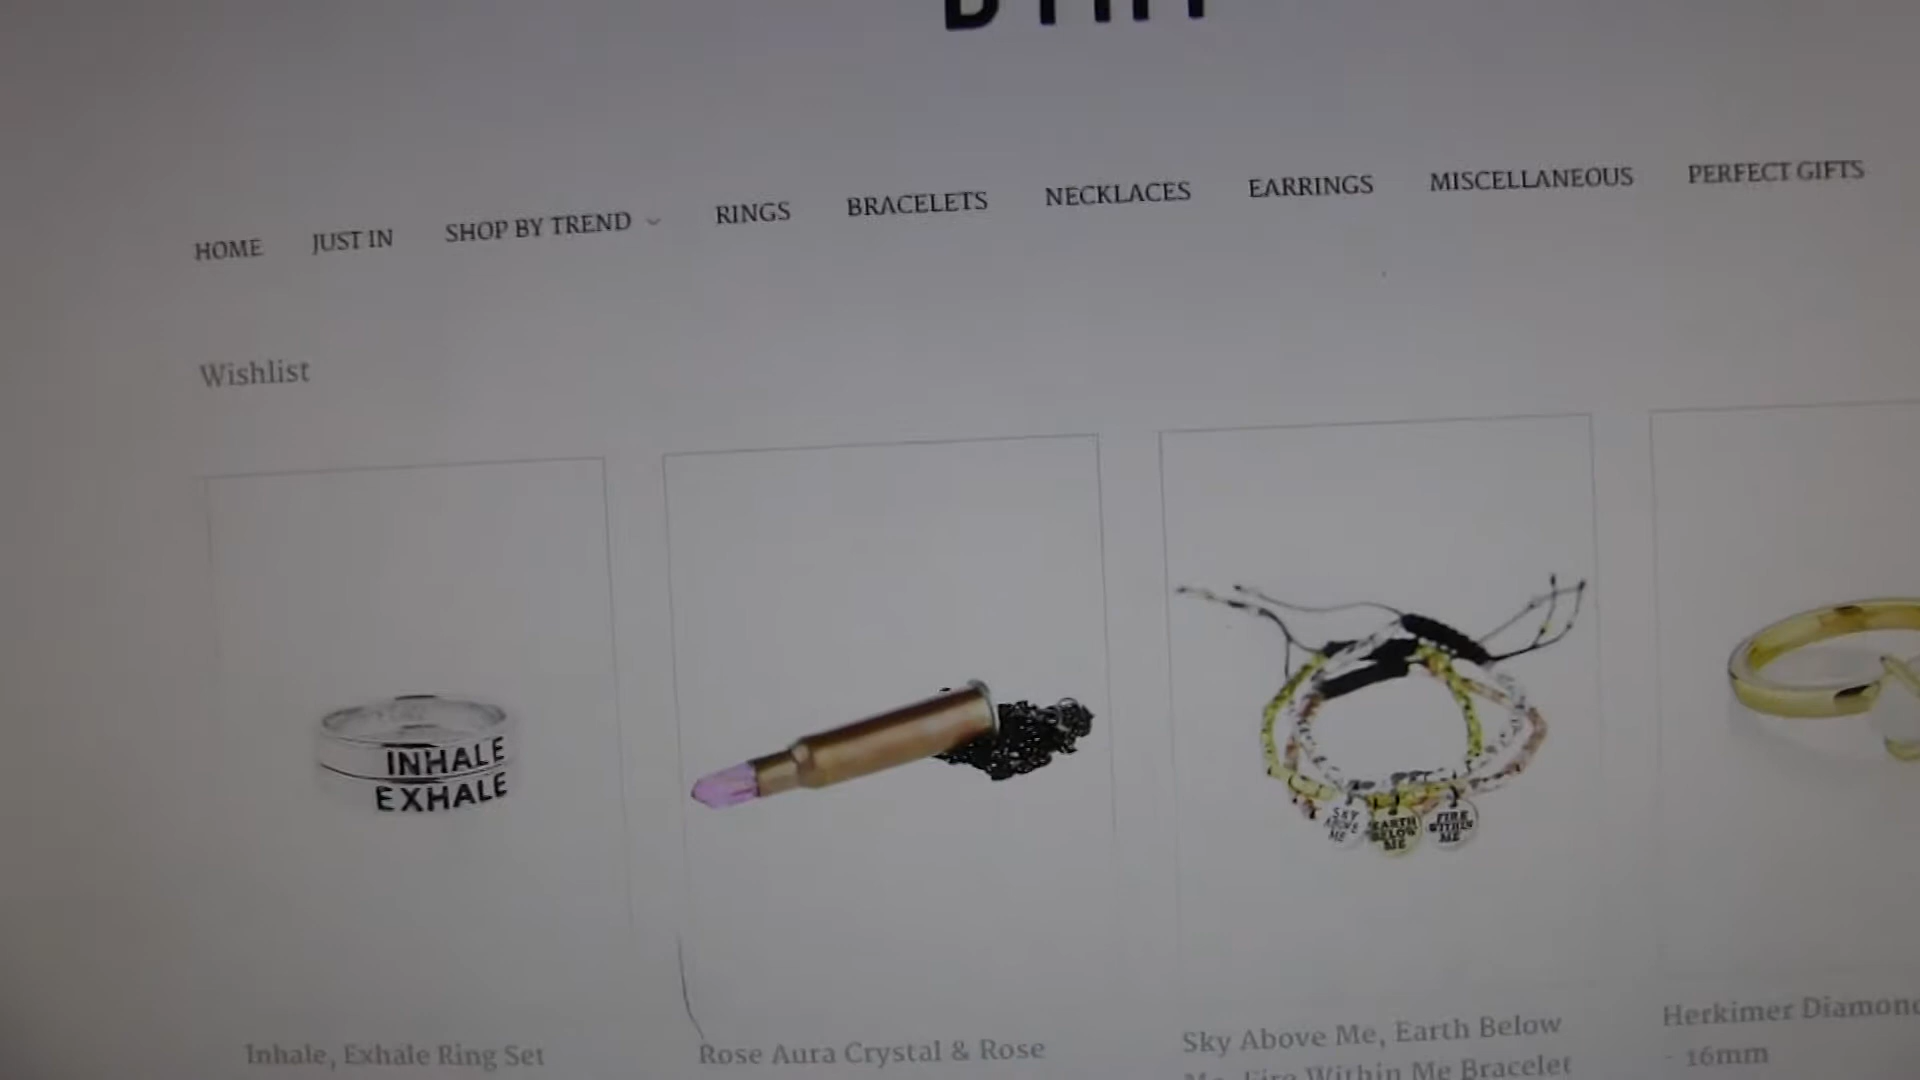 HOME JUST IN SHOP BY TREND RINGS BRACELETS NECKLACES EARRINGS MISCELLANEOUS PERFECT GIFTS
Wishlist
INHALE
EXHALE
SKY
ABOVE
ME
EARTH
BELOW
ME
FIRE
WITHIN
ME
Inhale, Exhale Ring Set
Rose Aura Crystal & Rose
Sky Above Me, Earth Below
Me, Fire Within Me Bracelet
Herkimer Diamond
- 16mm